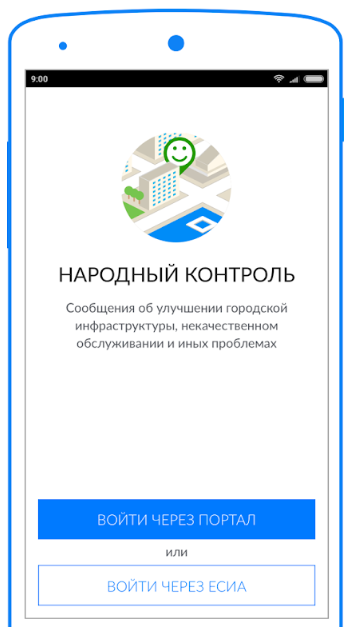 9:00
НАРОДНЫЙ КОНТРОЛЬ
Сообщения об улучшении городской
инфраструктуры, некачественном
обслуживании и иных проблемах
ВОЙТИ ЧЕРЕЗ ПОРТАЛ
или
ВОЙТИ ЧЕРЕЗ ЕСИА